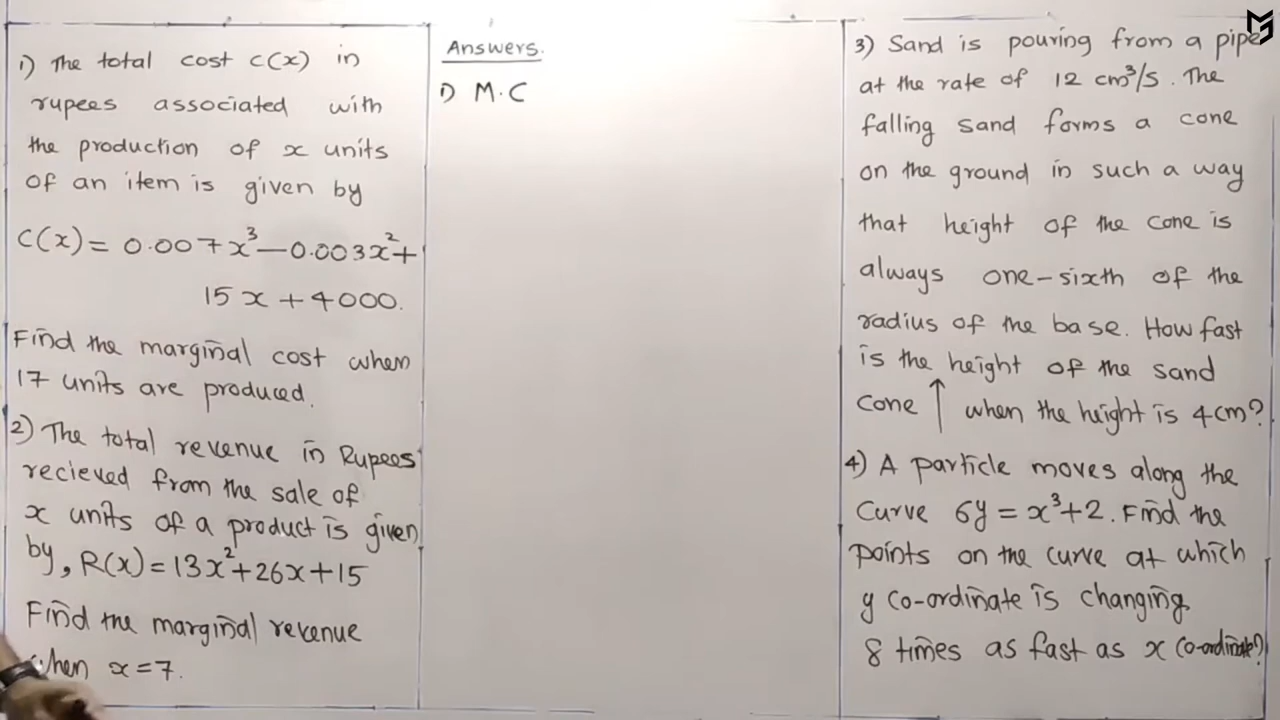 1) The total cost C(x) in
rupees associated with
the production of x units
of an item is given by
C(x) = 0.007x³ — 0.003x² +
15x + 4000.
Find the marginal cost when
17 units are produced.
2) The total revenue in Rupees
recieved from the sale of
x units of a product is given
by, R(x) = 13x² + 26x + 15
Find the marginal revenue
when x = 7.
Answers.
1) M.C
3) Sand is pouring from a pipe
at the rate of 12 cm³/s. The
falling sand forms a cone
on the ground in such a way
that height of the cone is
always one-sixth of the
radius of the base. How fast
is the height of the sand
cone ↑ when the height is 4cm?
4) A particle moves along the
curve 6y = x³ + 2. Find the
points on the curve at which
y co-ordinate is changing
8 times as fast as x co-ordinate?